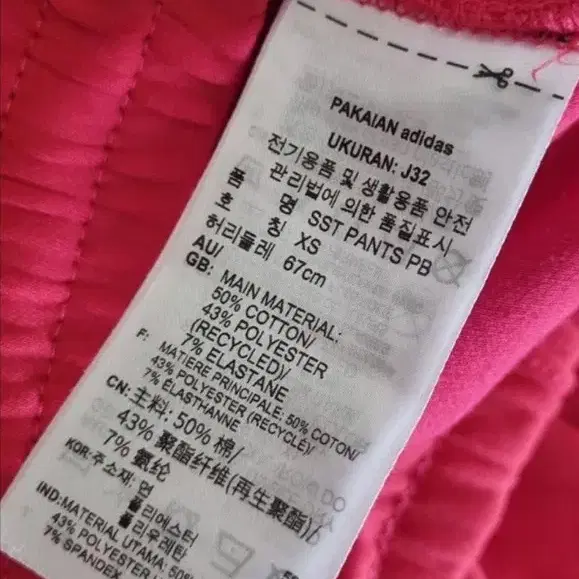 PAKAIAN adidas
UKURAN: J32
전기용품 및 생활용품 안전
관리법에 의한 품질표시
품 명 SST PANTS PB
호 칭 XS
허리둘레 67cm
AU/
GB: MAIN MATERIAL:
50% COTTON/
43% POLYESTER
(RECYCLED)/
7% ELASTANE
F: MATIERE PRINCIPALE: 50% COTON/
43% POLYESTER (RECYCLÉ)/
7% ÉLASTHANNE
CN: 主料: 50% 棉/
43% 聚酯纤维(再生聚酯)/
7% 氨纶
KOR: 주소재: 면
폴리에스터
폴리우레탄
IND: MATERIAL UTAMA: 50%
43% POLYESTER
7% SPANDEX